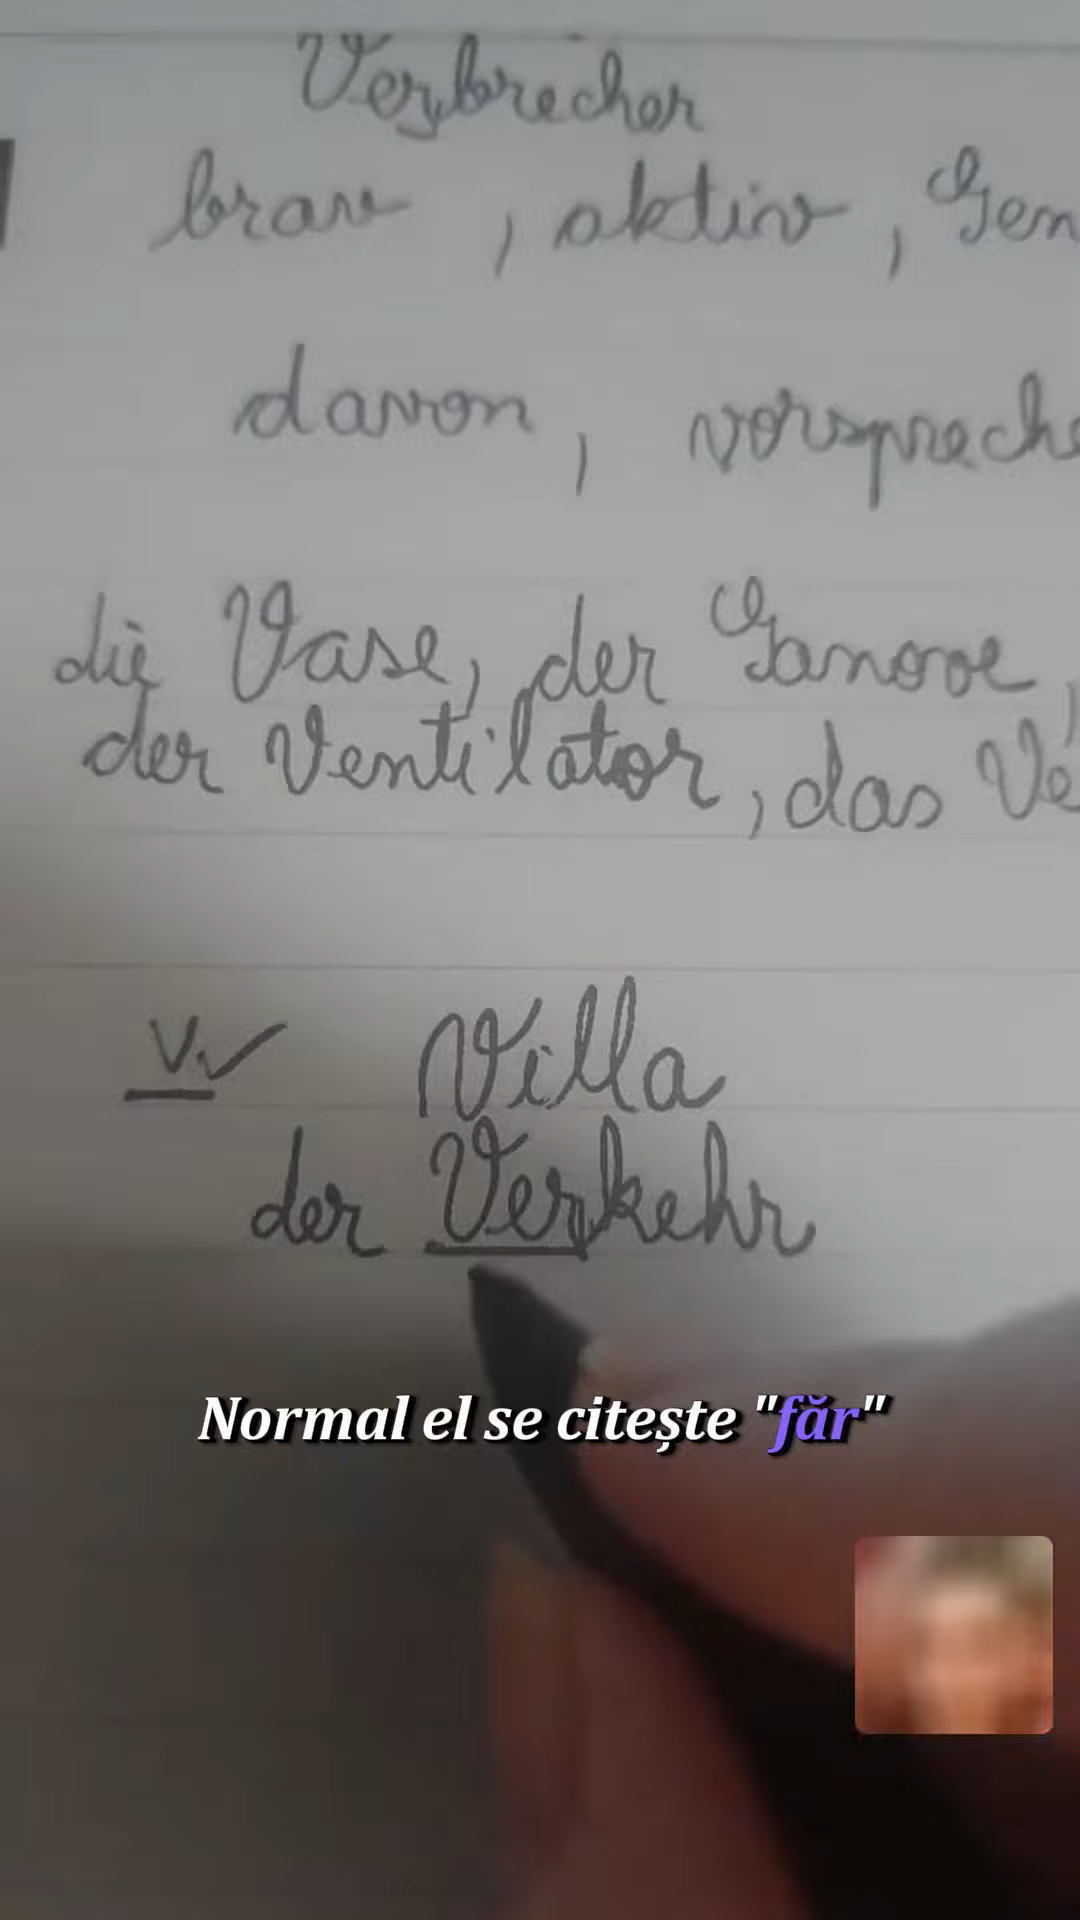 Verbrecher
brav, aktiv,
davon,
die Vase, der Ganove,
der Ventilator, das
V Villa
der Verkehr
Normal el se citește "făr"